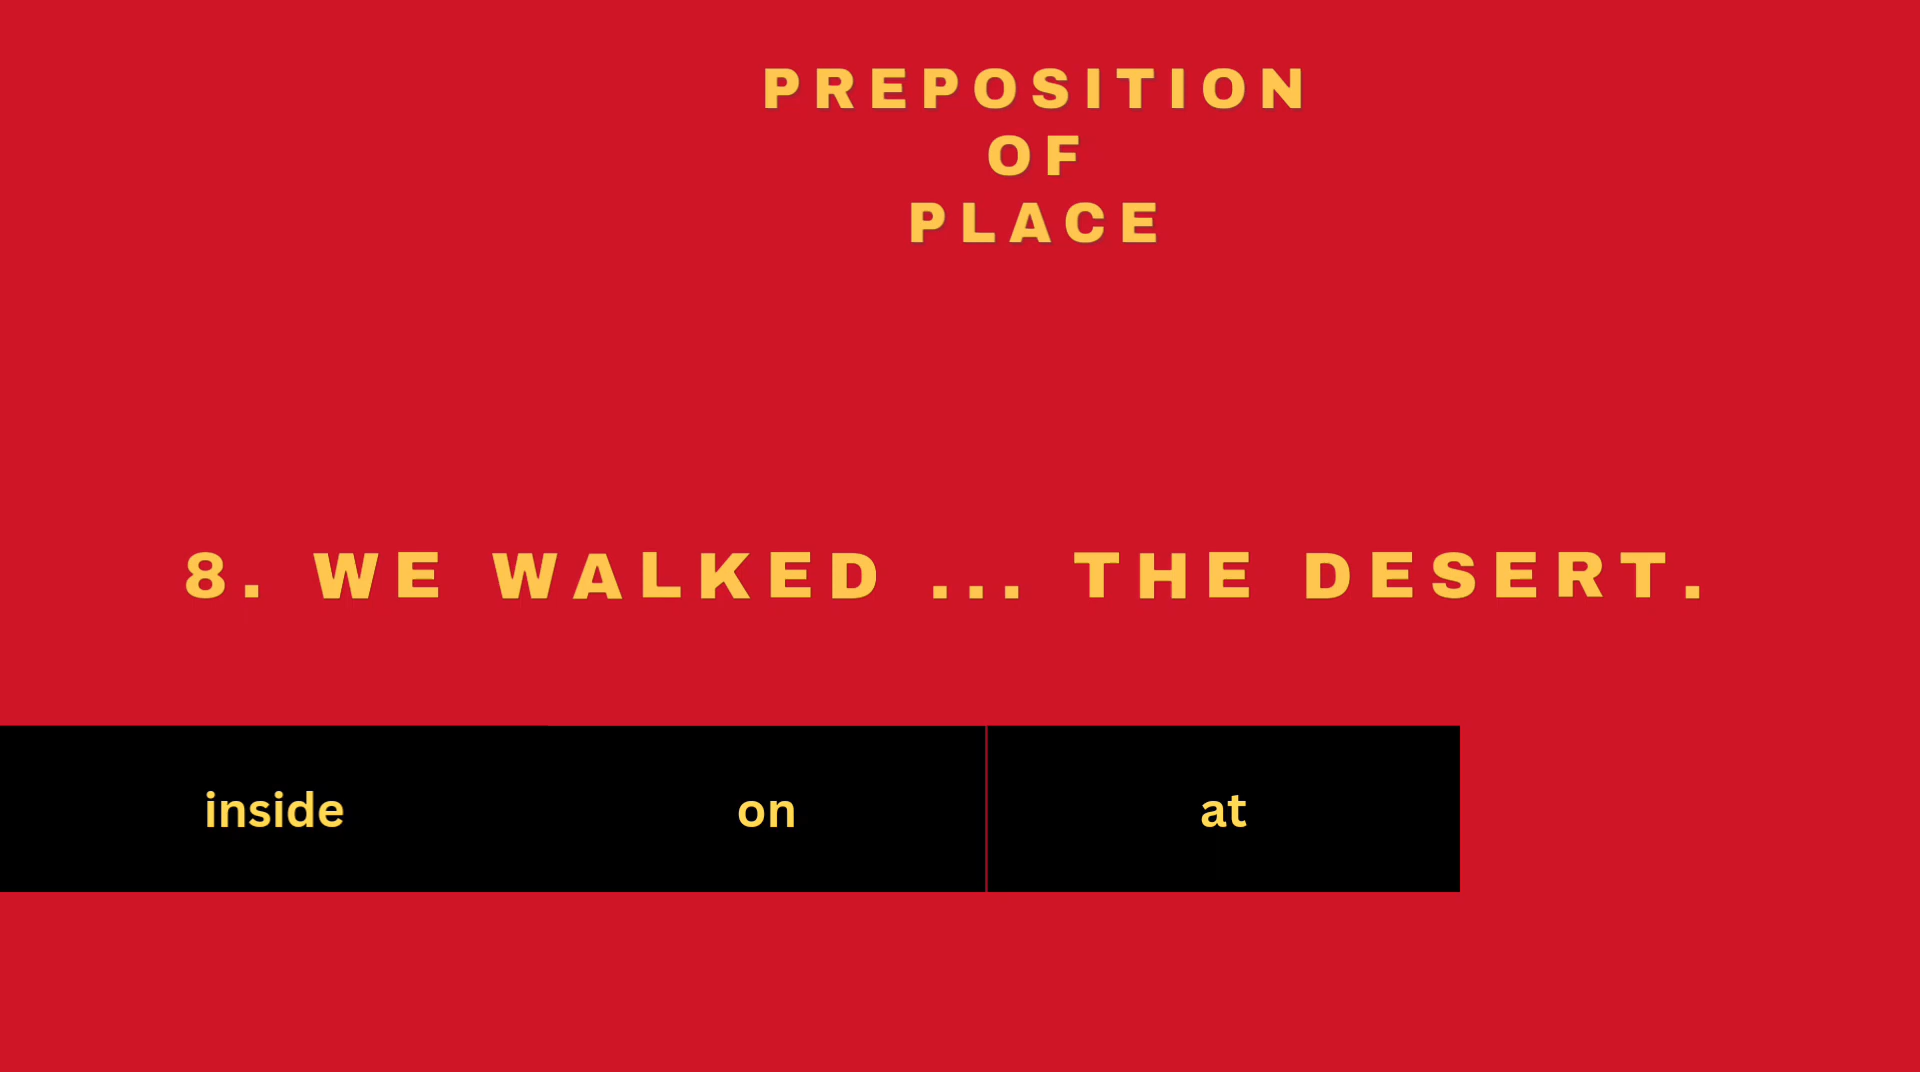 PREPOSITION
OF
PLACE
8. WE WALKED ... THE DESERT.
inside
on
at